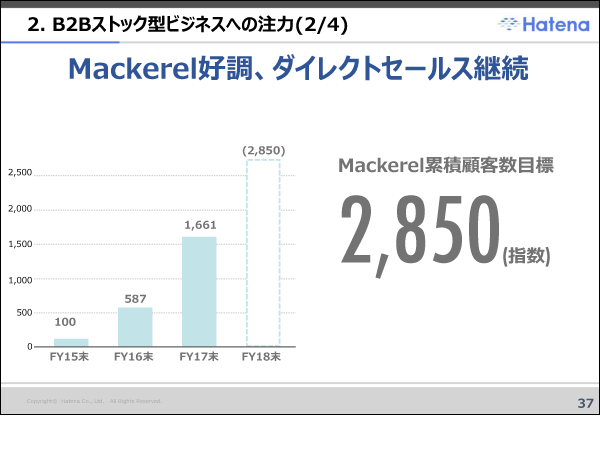 2. B2Bストック型ビジネスへの注力(2/4)
Hatena
Mackerel好調、ダイレクトセールス継続
(2,850)
2,500
2,000
1,500
1,000
500
0
1,661
587
100
FY15末 FY16末 FY17末 FY18末
Mackerel累積顧客数目標
2,850(指数)
Copyright© Hatena Co., Ltd. All Rights Reserved.
37